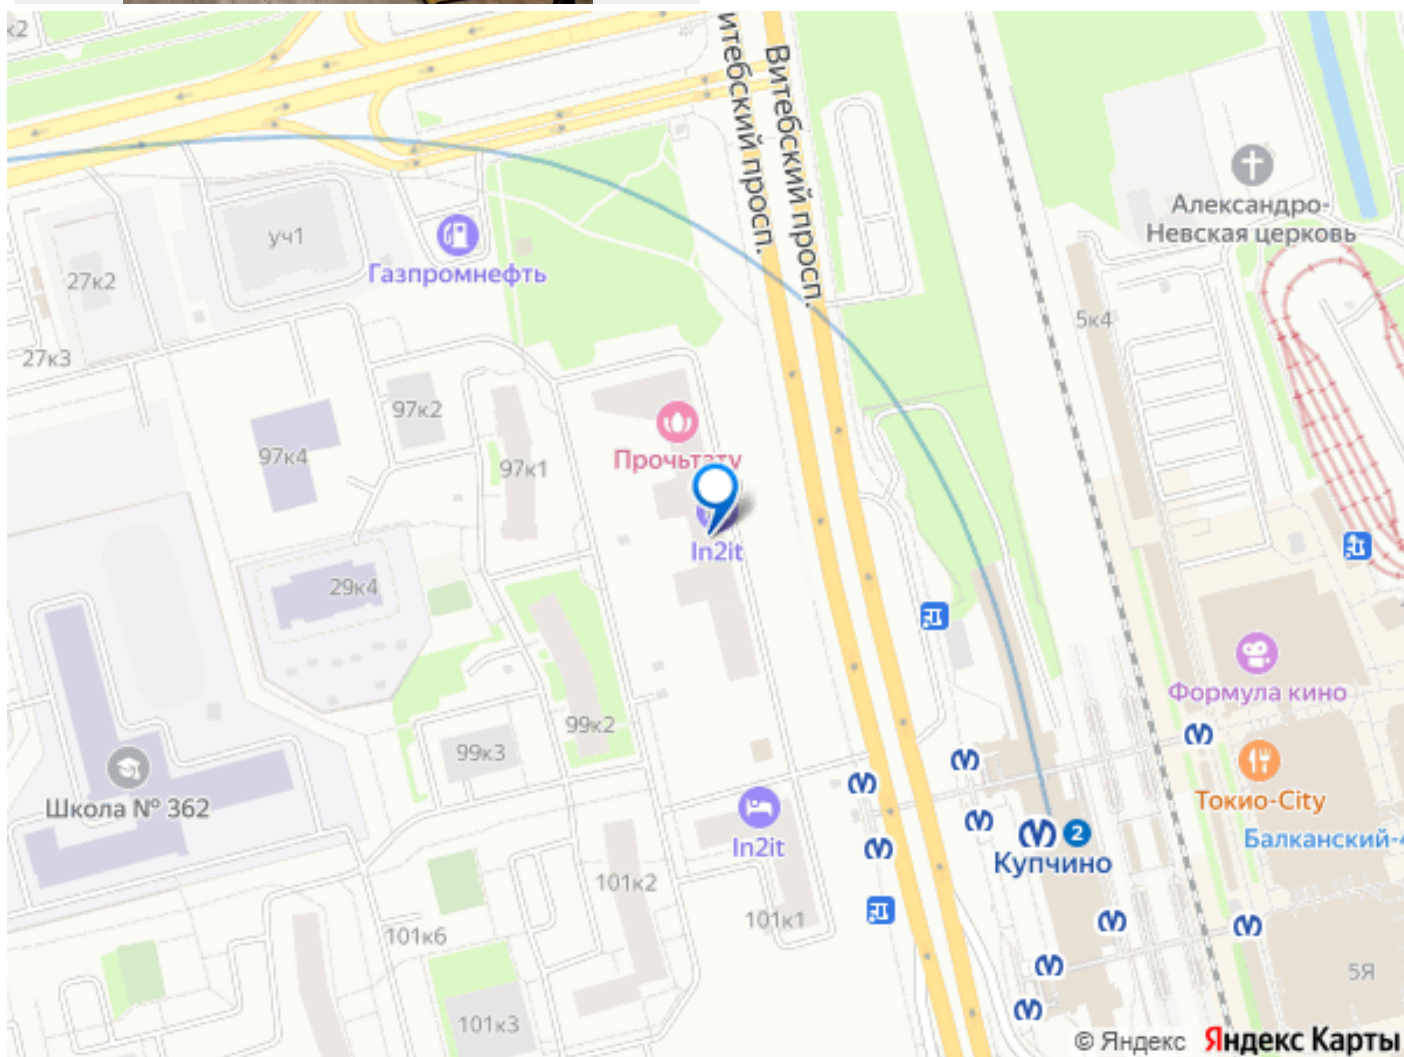 к2
итебский просп.
Витебский просп.
Александро-
Невская церковь
уч1
Газпромнефть
27к2
27к3
5к4
97к2
97к4
97к1
Прочьтату
In2it
29к4
99к2
99к3
Школа № 362
Формула кино
Токио-City
Балканский-
In2it
2
Купчино
101к2
101к1
101к6
101к3
5Я
© Яндекс Яндекс Карты